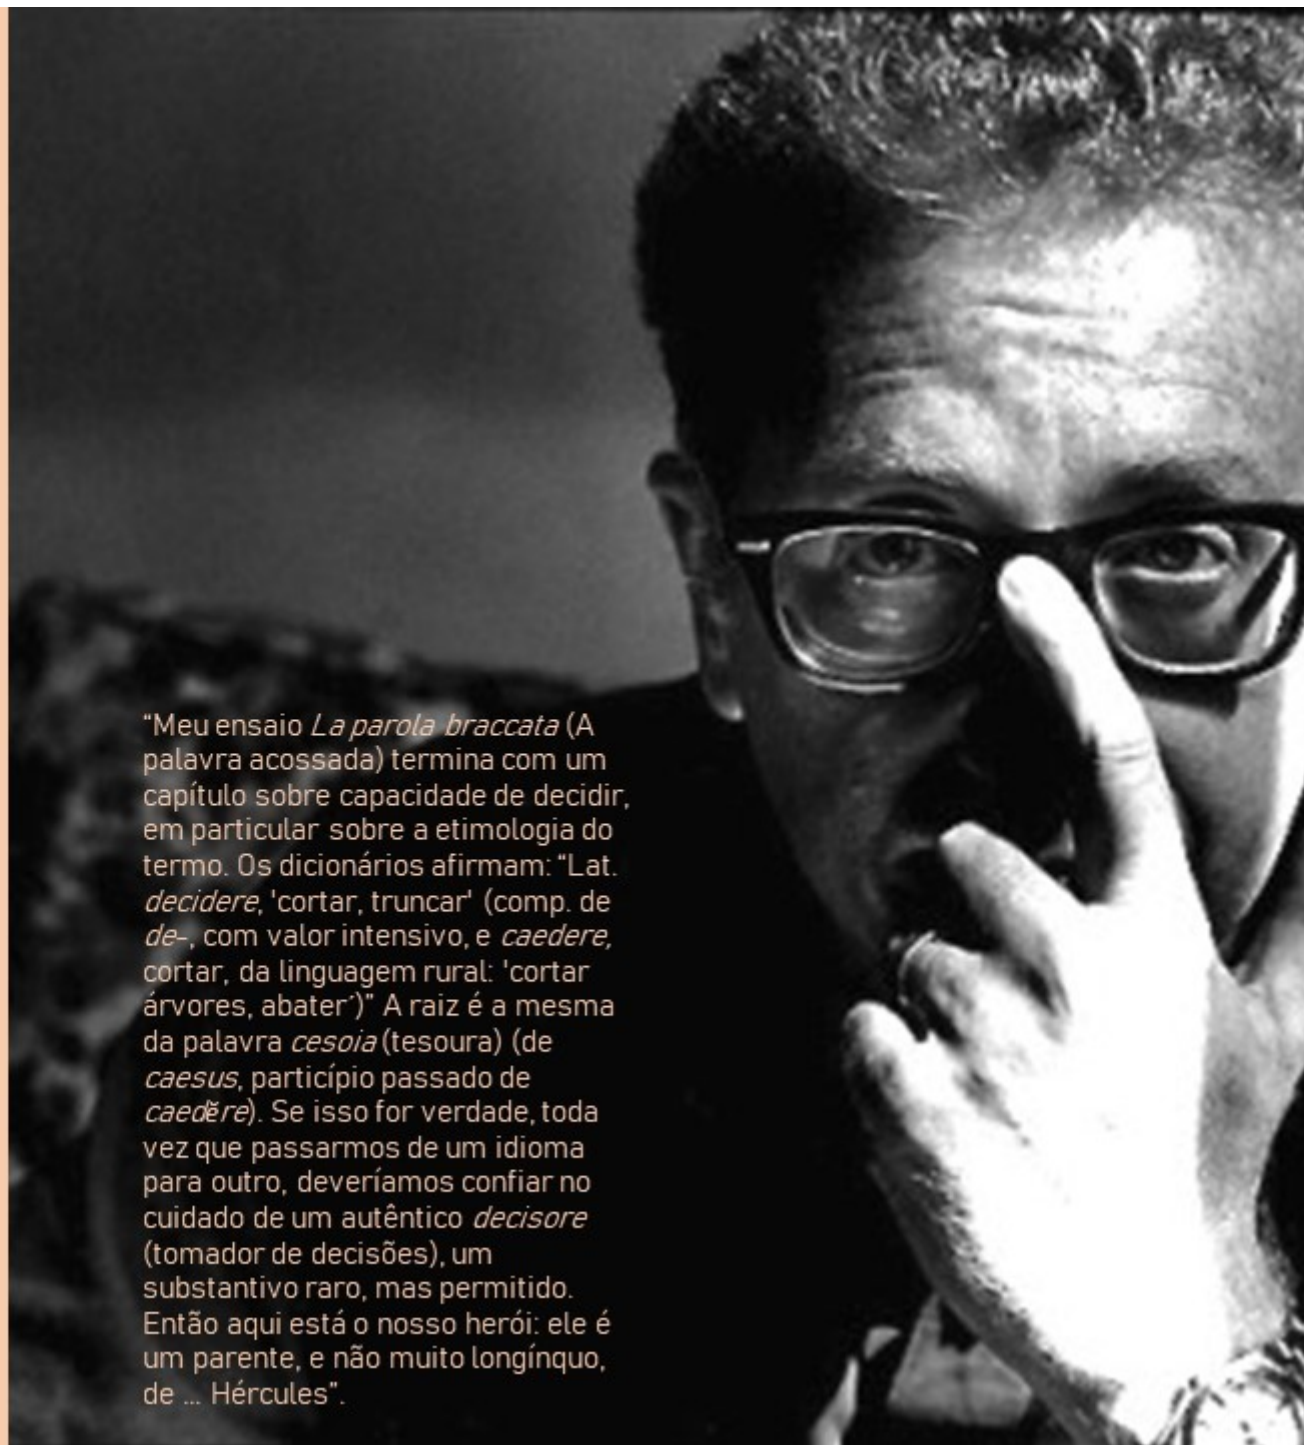 “Meu ensaio La parola braccata (A
palavra acossada) termina com um
capítulo sobre capacidade de decidir,
em particular sobre a etimologia do
termo. Os dicionários afirmam: “Lat.
decidere, 'cortar, truncar' (comp. de
de-, com valor intensivo, e caedere,
cortar, da linguagem rural: 'cortar
árvores, abater´)” A raiz é a mesma
da palavra cesoia (tesoura) (de
caesus, particípio passado de
caedĕre). Se isso for verdade, toda
vez que passarmos de um idioma
para outro, deveríamos confiar no
cuidado de um autêntico decisore
(tomador de decisões), um
substantivo raro, mas permitido.
Então aqui está o nosso herói: ele é
um parente, e não muito longínquo,
de ... Hércules”.